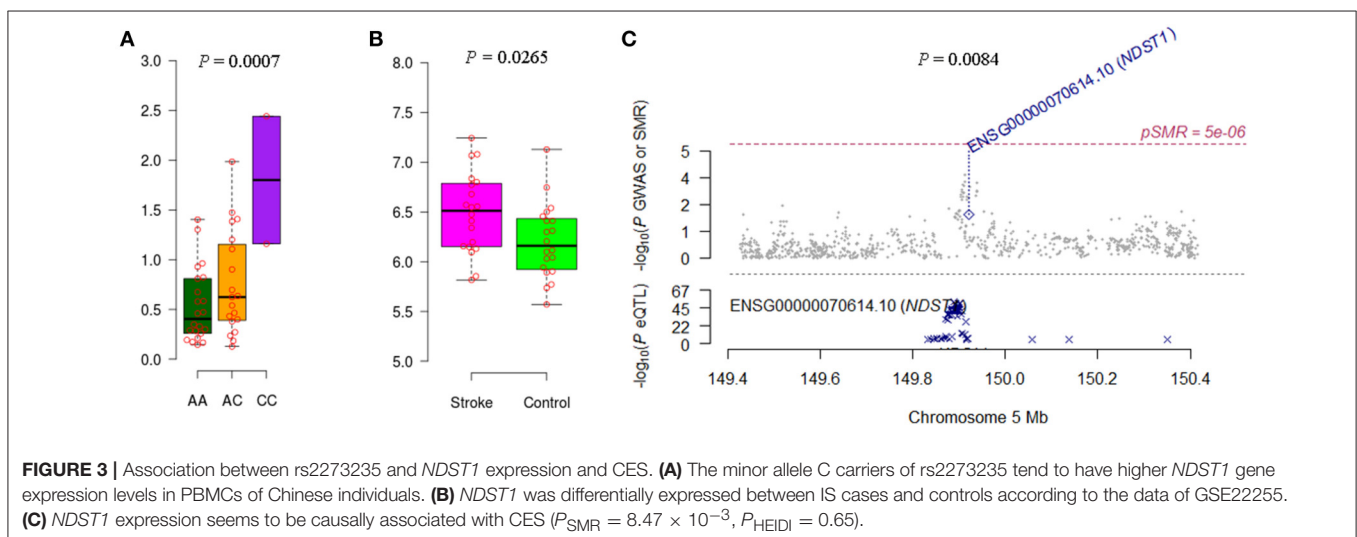 A
P = 0.0007
3.0
2.5
2.0
1.5
1.0
0.5
0.0
AA AC CC
B
P = 0.0265
8.0
7.5
7.0
6.5
6.0
5.5
5.0
Stroke Control
C
P = 0.0084
ENSG00000070614.10 (NDST1)
pSMR = 5e-06
-log10(P GWAS or SMR)
5
4
2
1
0
ENSG00000070614.10 (NDST1)
-log10(P eQTL)
67
45
22
0
149.4 149.6 149.8 150.0 150.2 150.4
Chromosome 5 Mb
FIGURE 3 | Association between rs2273235 and NDST1 expression and CES. (A) The minor allele C carriers of rs2273235 tend to have higher NDST1 gene
expression levels in PBMCs of Chinese individuals. (B) NDST1 was differentially expressed between IS cases and controls according to the data of GSE22255.
(C) NDST1 expression seems to be causally associated with CES (PSMR = 8.47 × 10−3, PHEIDI = 0.65).